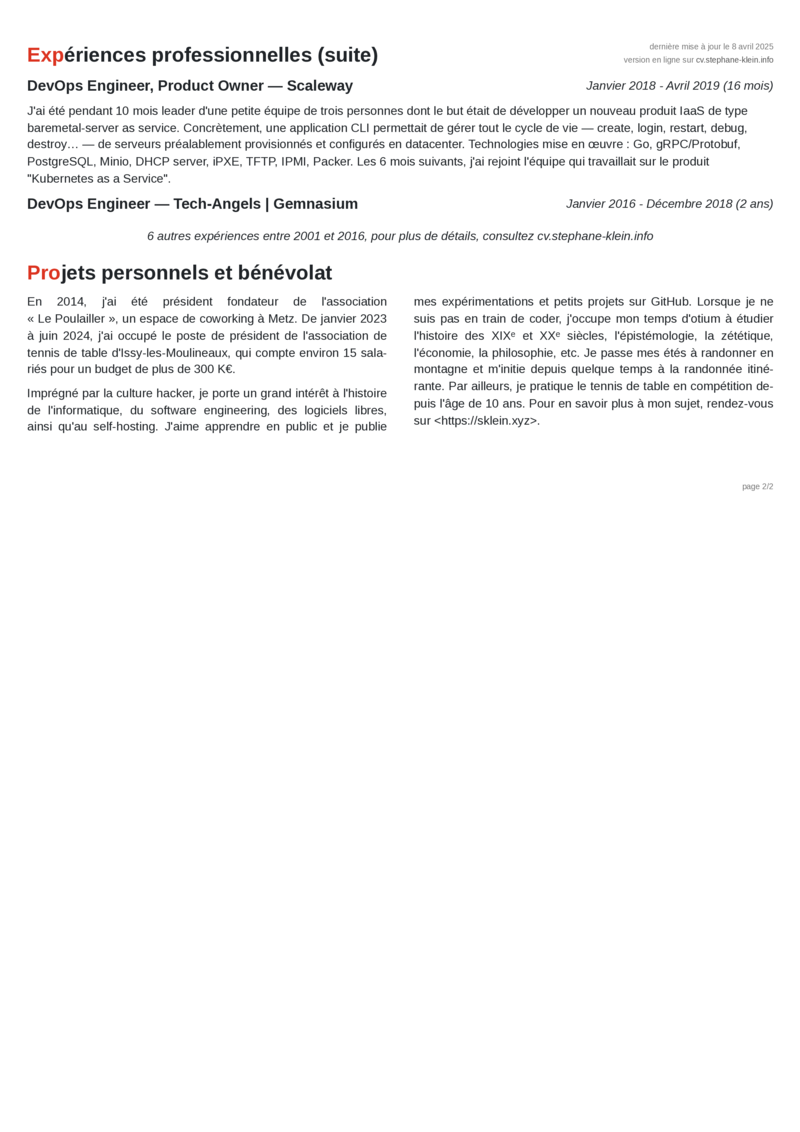 Expériences professionnelles (suite)
dernière mise à jour le 8 avril 2025
version en ligne sur cv.stephane-klein.info
DevOps Engineer, Product Owner — Scaleway
Janvier 2018 - Avril 2019 (16 mois)
J'ai été pendant 10 mois leader d'une petite équipe de trois personnes dont le but était de développer un nouveau produit IaaS de type
baremetal-server as service. Concrètement, une application CLI permettait de gérer tout le cycle de vie — create, login, restart, debug,
destroy… — de serveurs préalablement provisionnés et configurés en datacenter. Technologies mise en œuvre : Go, gRPC/Protobuf,
PostgreSQL, Minio, DHCP server, iPXE, TFTP, IPMI, Packer. Les 6 mois suivants, j'ai rejoint l'équipe qui travaillait sur le produit
"Kubernetes as a Service".
DevOps Engineer — Tech-Angels | Gemnasium
Janvier 2016 - Décembre 2018 (2 ans)
6 autres expériences entre 2001 et 2016, pour plus de détails, consultez cv.stephane-klein.info
Projets personnels et bénévolat
En 2014, j'ai été président fondateur de l'association
« Le Poulailler », un espace de coworking à Metz. De janvier 2023
à juin 2024, j'ai occupé le poste de président de l'association de
tennis de table d'Issy-les-Moulineaux, qui compte environ 15 sala-
riés pour un budget de plus de 300 K€.
Imprégné par la culture hacker, je porte un grand intérêt à l'histoire
de l'informatique, du software engineering, des logiciels libres,
ainsi qu'au self-hosting. J'aime apprendre en public et je publie
mes expérimentations et petits projets sur GitHub. Lorsque je ne
suis pas en train de coder, j'occupe mon temps d'otium à étudier
l'histoire des XIXᵉ et XXᵉ siècles, l'épistémologie, la zététique,
l'économie, la philosophie, etc. Je passe mes étés à randonner en
montagne et m'initie depuis quelque temps à la randonnée itiné-
rante. Par ailleurs, je pratique le tennis de table en compétition de-
puis l'âge de 10 ans. Pour en savoir plus à mon sujet, rendez-vous
sur <https://sklein.xyz>.
page 2/2